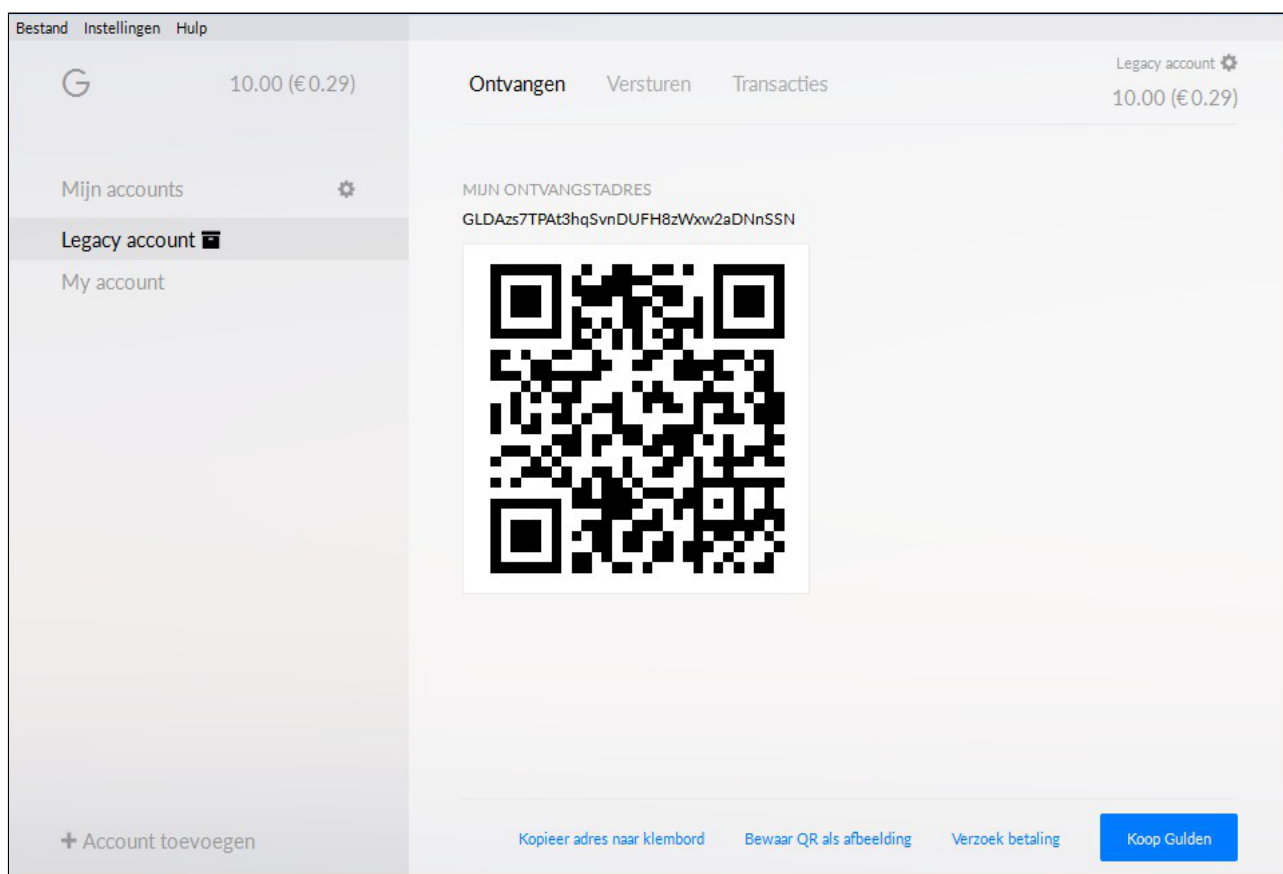 Bestand Instellingen Hulp
G 10.00 (€ 0.29)
Ontvangen Versturen Transacties
Legacy account
10.00 (€ 0.29)
Mijn accounts
Legacy account
My account
MIJN ONTVANGSTADRES
GLDAzs7TPAt3hqSvnDUFH8zWxw2aDNnSSN
+ Account toevoegen
Kopieer adres naar klembord Bewaar QR als afbeelding Verzoek betaling Koop Gulden